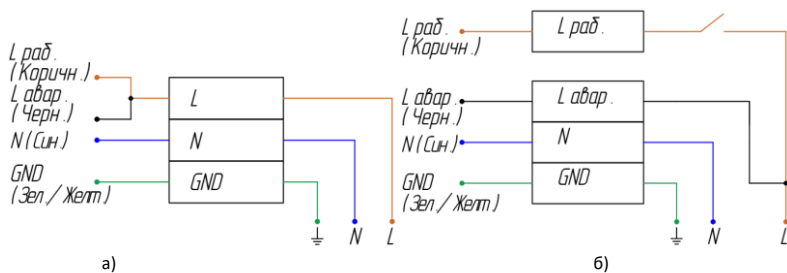 L раб.
(Коричн.)
L авар.
(Черн.)
N (Син.)
GND
(Зел./Желт.)
L
N
GND
N
L
а)
L раб.
(Коричн.)
L авар.
(Черн.)
N (Син.)
GND
(Зел./Желт.)
L раб.
L авар.
N
GND
N
L
б)